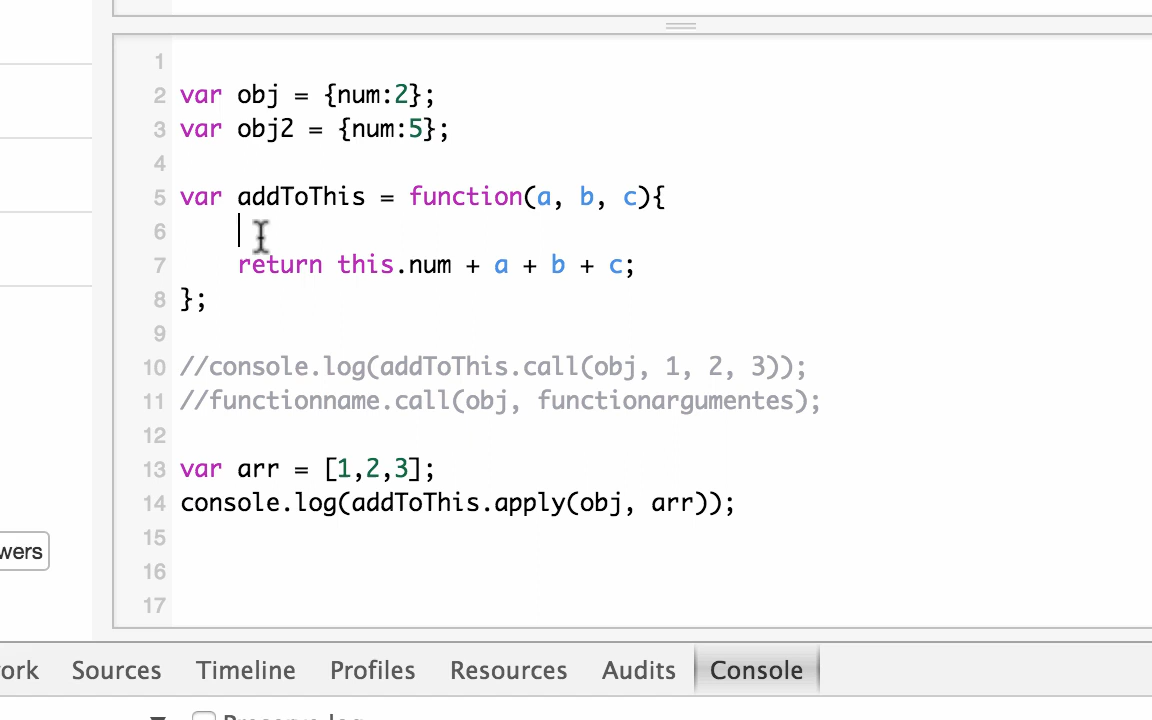 1
2 var obj = {num:2};
3 var obj2 = {num:5};
4
5 var addToThis = function(a, b, c){
6
7 return this.num + a + b + c;
8 };
9
10 //console.log(addToThis.call(obj, 1, 2, 3));
11 //functionname.call(obj, functionargumentes);
12
13 var arr = [1,2,3];
14 console.log(addToThis.apply(obj, arr));
15
wers
16
17
ork Sources Timeline Profiles Resources Audits Console
Preserve log